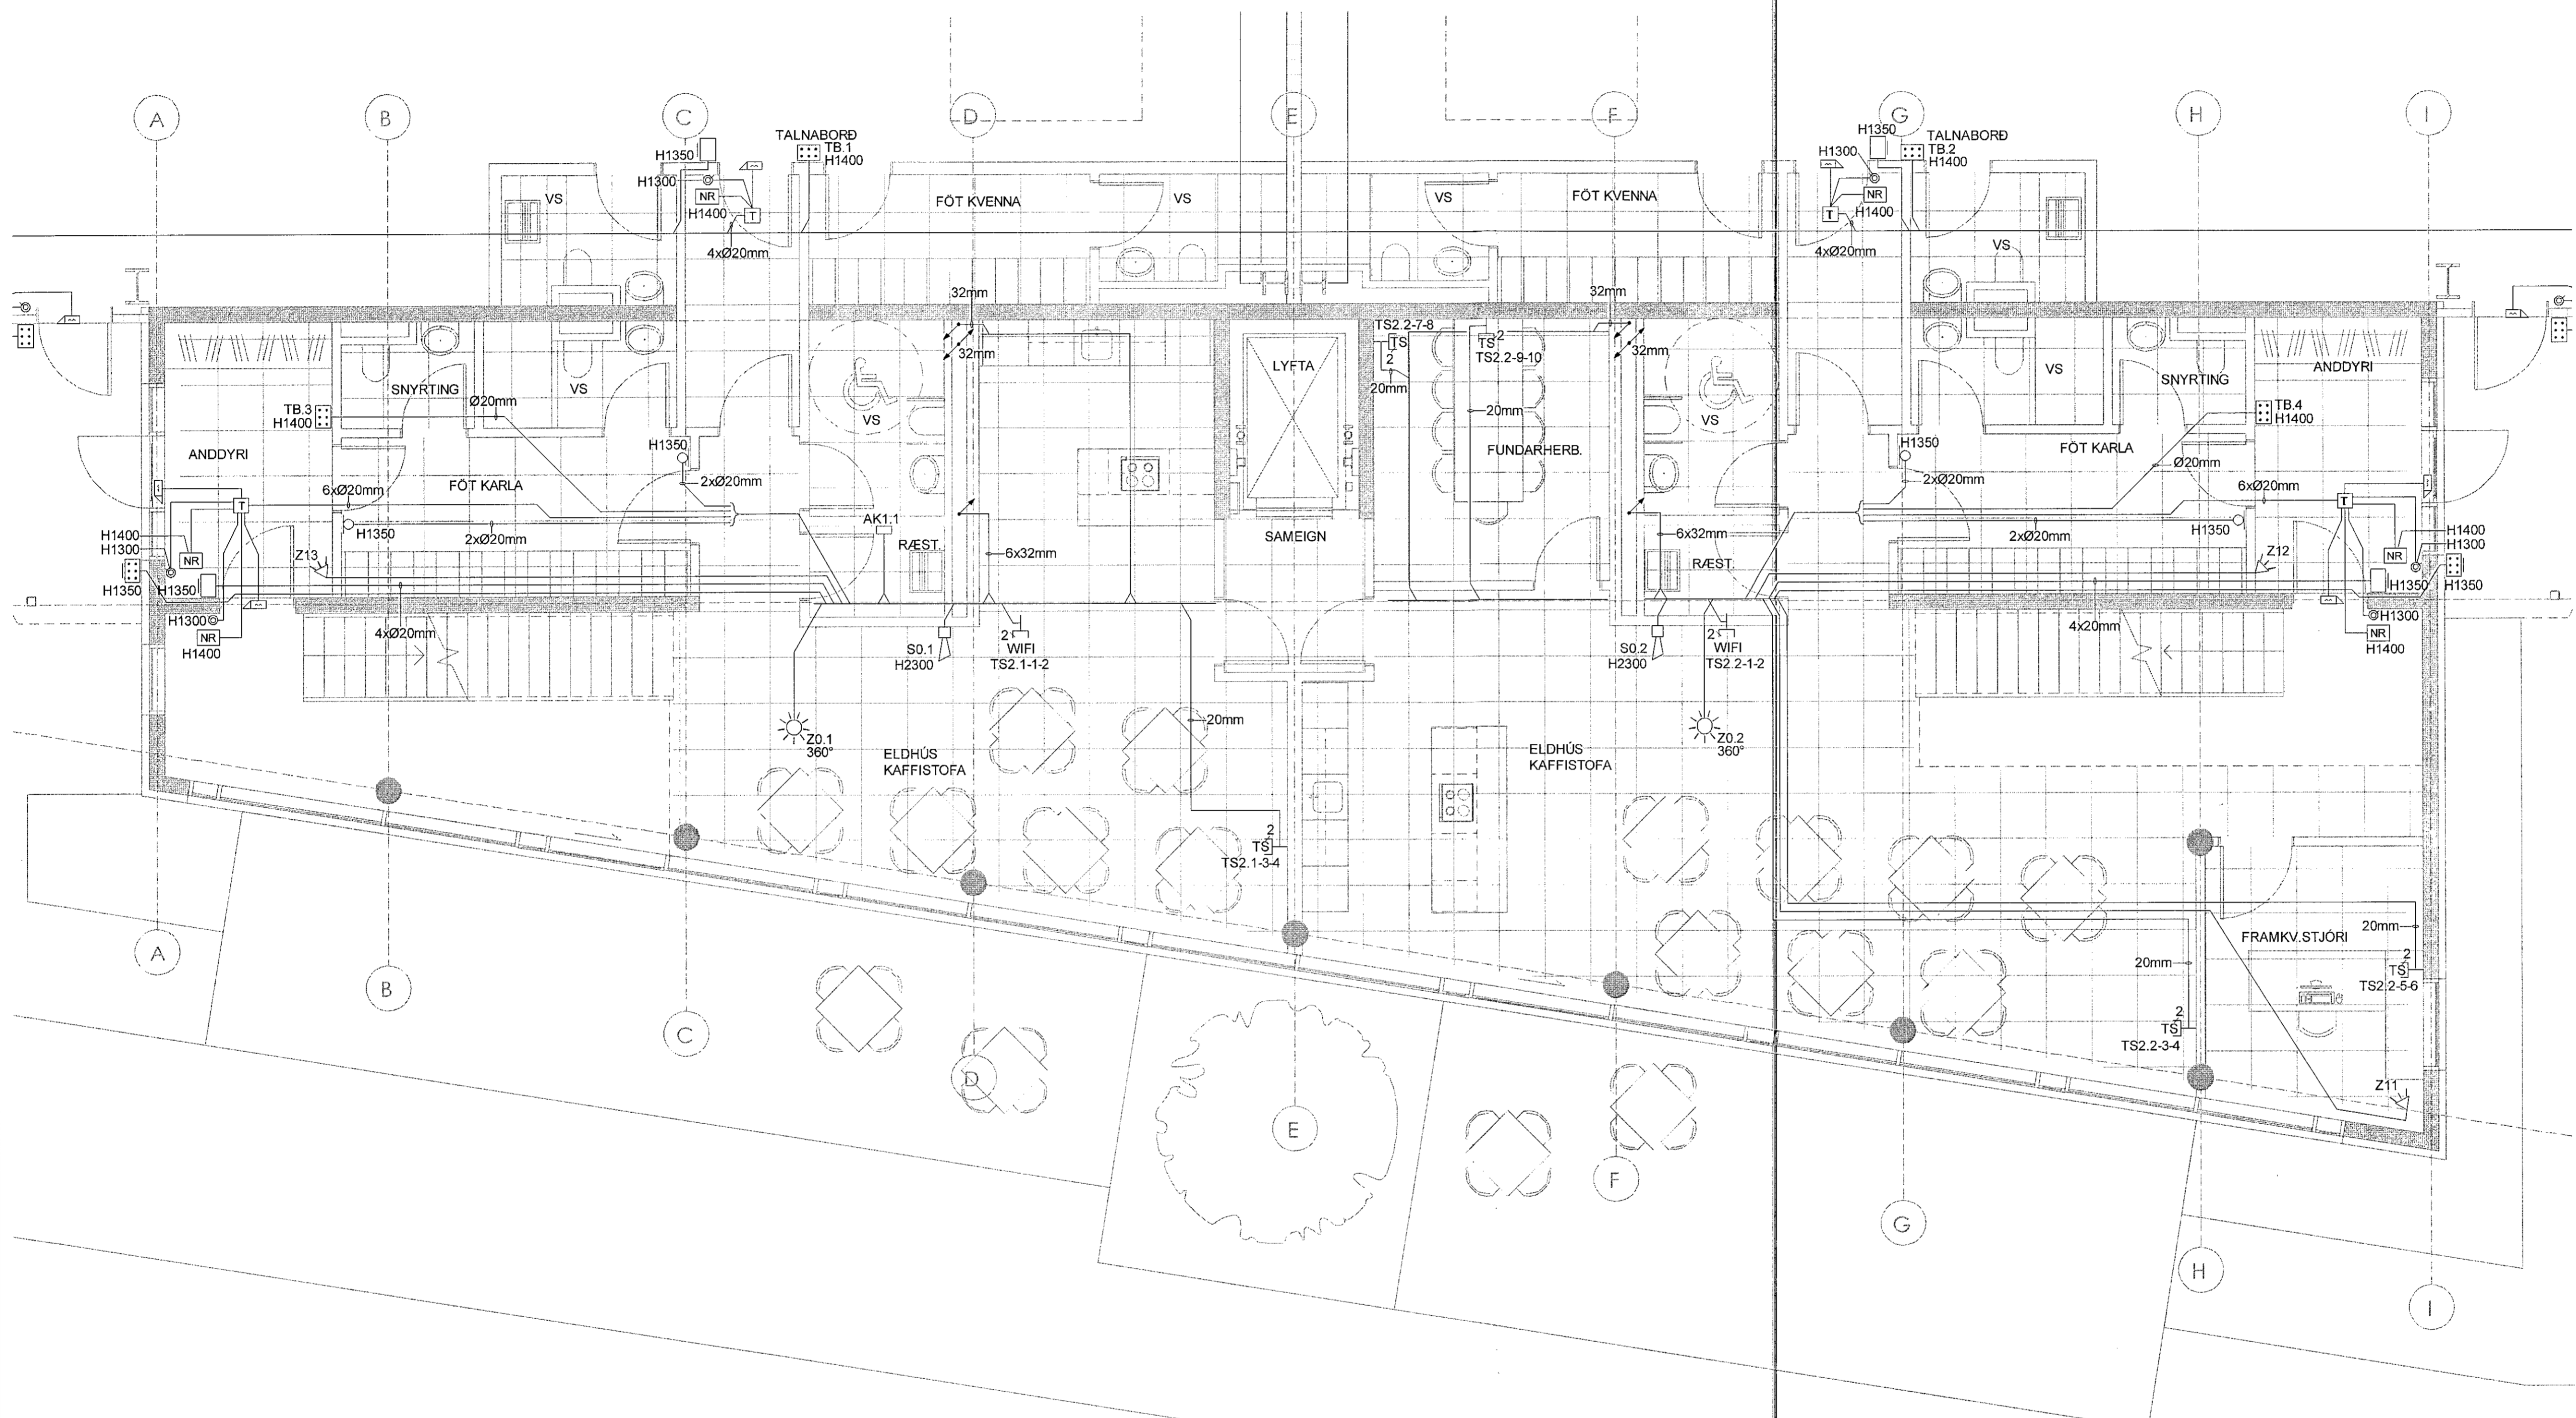 A
B
C
D
E
F
G
H
I
TALNABORÐ
TB.1
H1400
H1350
H1300
NR
H1400
T
4xØ20mm
H1350
TALNABORÐ
TB.2
H1400
H1300
NR
H1400
T
4xØ20mm
VS
FÖT KVENNA
VS
VS
FÖT KVENNA
VS
32mm
32mm
32mm
32mm
TS2.2-7-8
TS
2
20mm
2
TS
TS2.2-9-10
20mm
LYFTA
SNYRTING
VS
VS
VS
VS
SNYRTING
ANDDYRI
Ø20mm
TB.3
H1400
ANDDYRI
FÖT KARLA
H1350
2xØ20mm
T
6xØ20mm
H1350
2xØ20mm
H1400
H1300
NR
H1350
H1350
Z13
H1300
NR
H1400
4xØ20mm
AK1.1
RÆST.
6x32mm
SAMEIGN
FUNDARHERB.
6x32mm
RÆST.
H1350
2xØ20mm
FÖT KARLA
TB.4
H1400
Ø20mm
6xØ20mm
T
H1350
2xØ20mm
Z12
H1400
H1300
NR
H1350
H1350
H1300
NR
H1400
4x20mm
S0.1
H2300
2
WIFI
TS2.1-1-2
S0.2
H2300
2
WIFI
TS2.2-1-2
Z0.1
360°
ELDHÚS
KAFFISTOFA
20mm
2
TS
TS2.1-3-4
ELDHÚS
KAFFISTOFA
Z0.2
360°
20mm
FRAMKV.STJÓRI
20mm
2
TS
TS2.2-5-6
2
TS
TS2.2-3-4
Z11
A
B
C
D
E
F
G
H
I